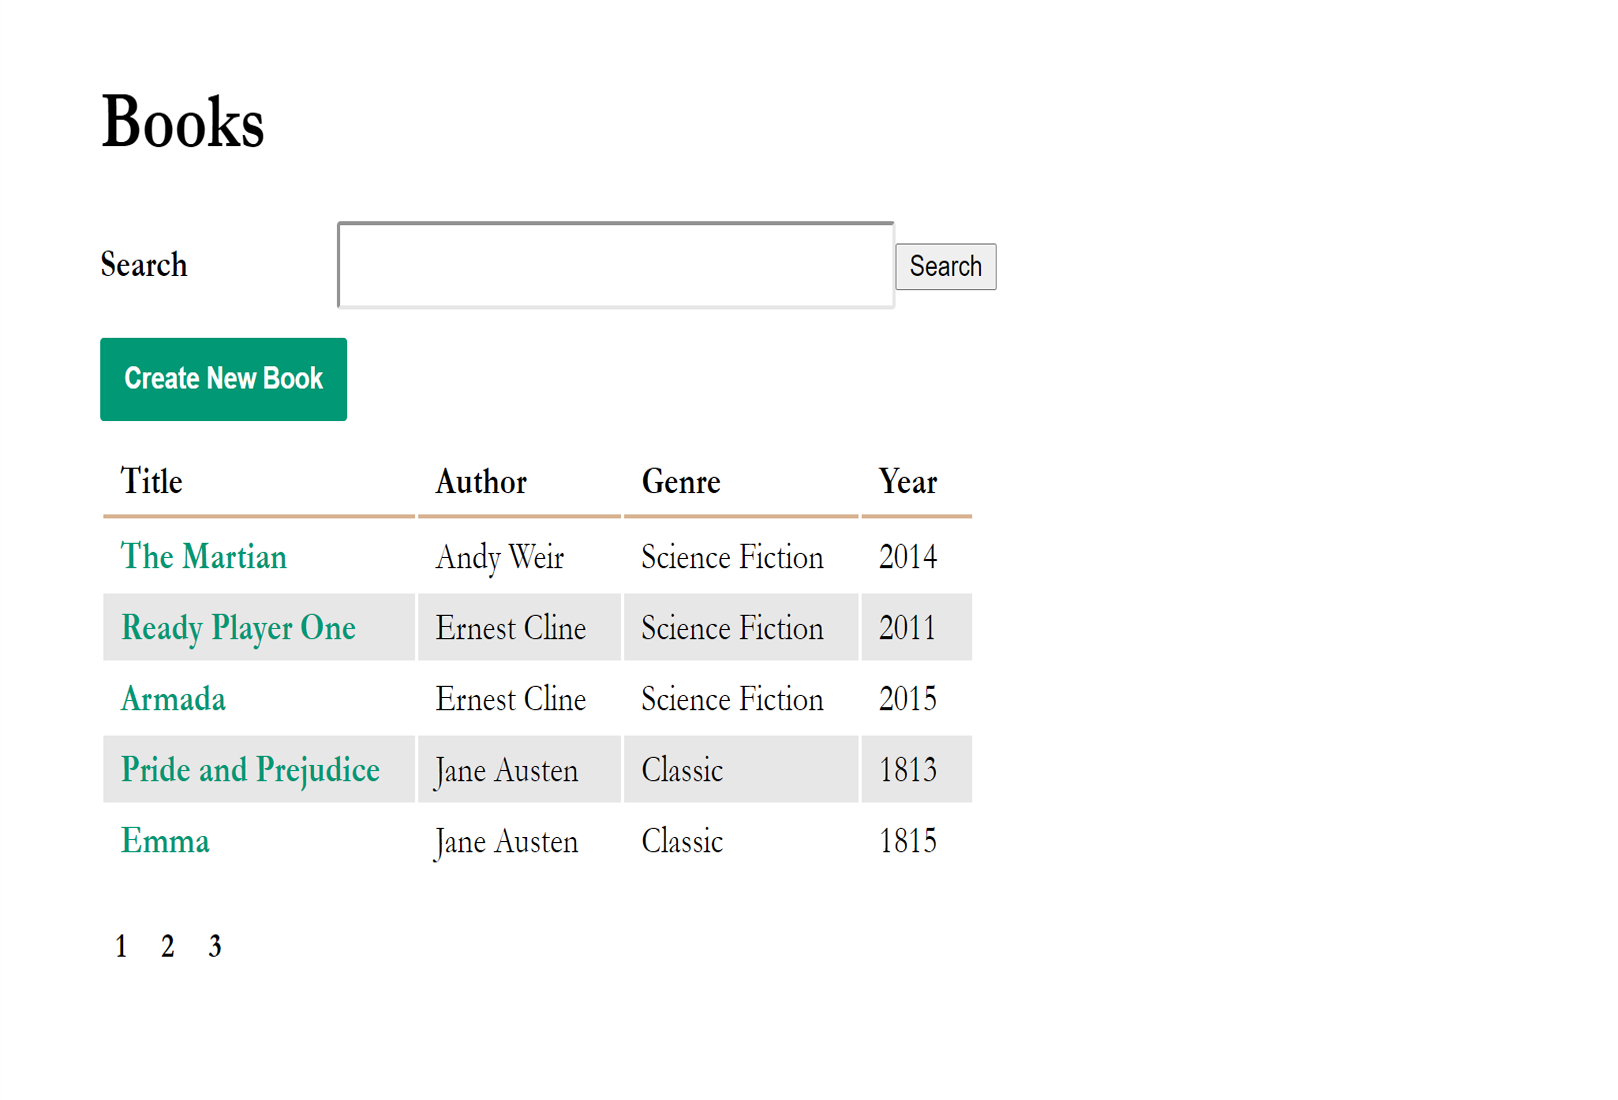 Books
Search Search
Create New Book
Title Author Genre Year
The Martian Andy Weir Science Fiction 2014
Ready Player One Ernest Cline Science Fiction 2011
Armada Ernest Cline Science Fiction 2015
Pride and Prejudice Jane Austen Classic 1813
Emma Jane Austen Classic 1815
1 2 3